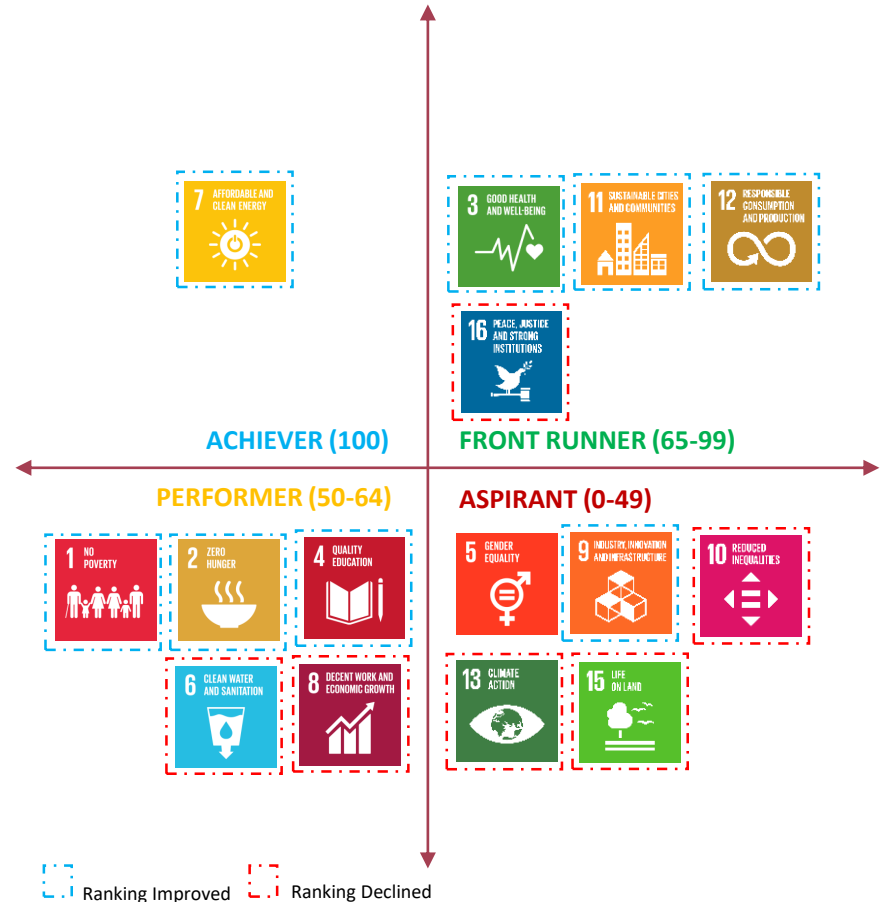 7 AFFORDABLE AND
CLEAN ENERGY
3 GOOD HEALTH
AND WELL-BEING
11 SUSTAINABLE CITIES
AND COMMUNITIES
12 RESPONSIBLE
CONSUMPTION
AND PRODUCTION
16 PEACE, JUSTICE
AND STRONG
INSTITUTIONS
ACHIEVER (100)
FRONT RUNNER (65-99)
PERFORMER (50-64)
ASPIRANT (0-49)
1 NO
POVERTY
2 ZERO
HUNGER
4 QUALITY
EDUCATION
5 GENDER
EQUALITY
9 INDUSTRY, INNOVATION
AND INFRASTRUCTURE
10 REDUCED
INEQUALITIES
6 CLEAN WATER
AND SANITATION
8 DECENT WORK AND
ECONOMIC GROWTH
13 CLIMATE
ACTION
15 LIFE
ON LAND
Ranking Improved
Ranking Declined